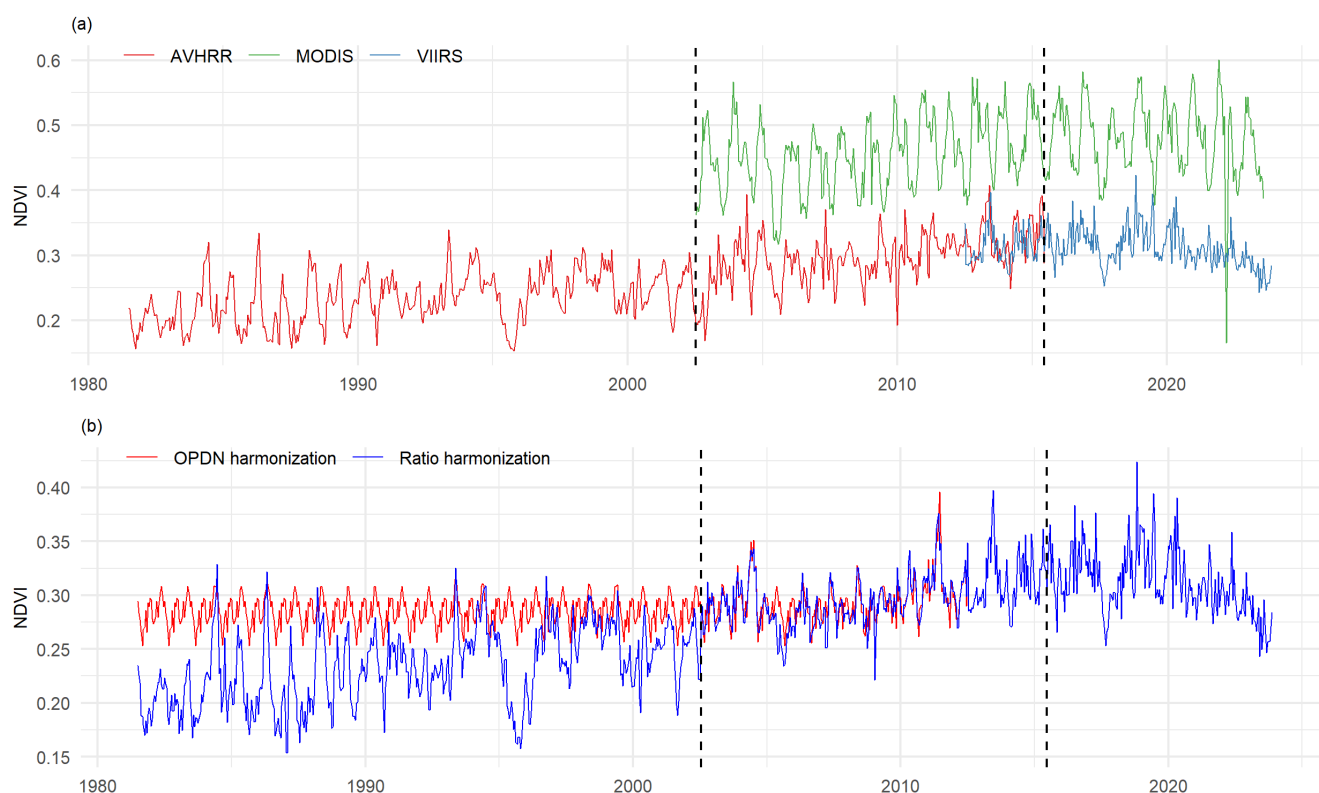 (a)
AVHRR MODIS VIIRS
0.6
0.5
0.4
0.3
0.2
NDVI
1980 1990 2000 2010 2020
(b)
OPDN harmonization Ratio harmonization
0.40
0.35
0.30
0.25
0.20
0.15
NDVI
1980 1990 2000 2010 2020